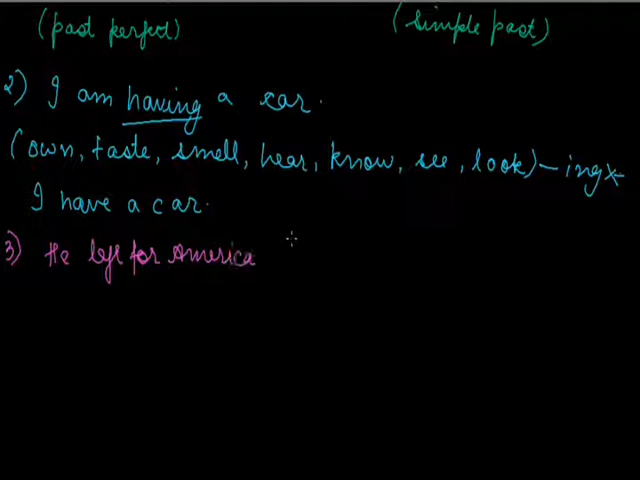 (past perfect) (simple past)
2) I am having a car.
(own, taste, smell, hear, know, see, look) - ing x
I have a car.
3) He left for America